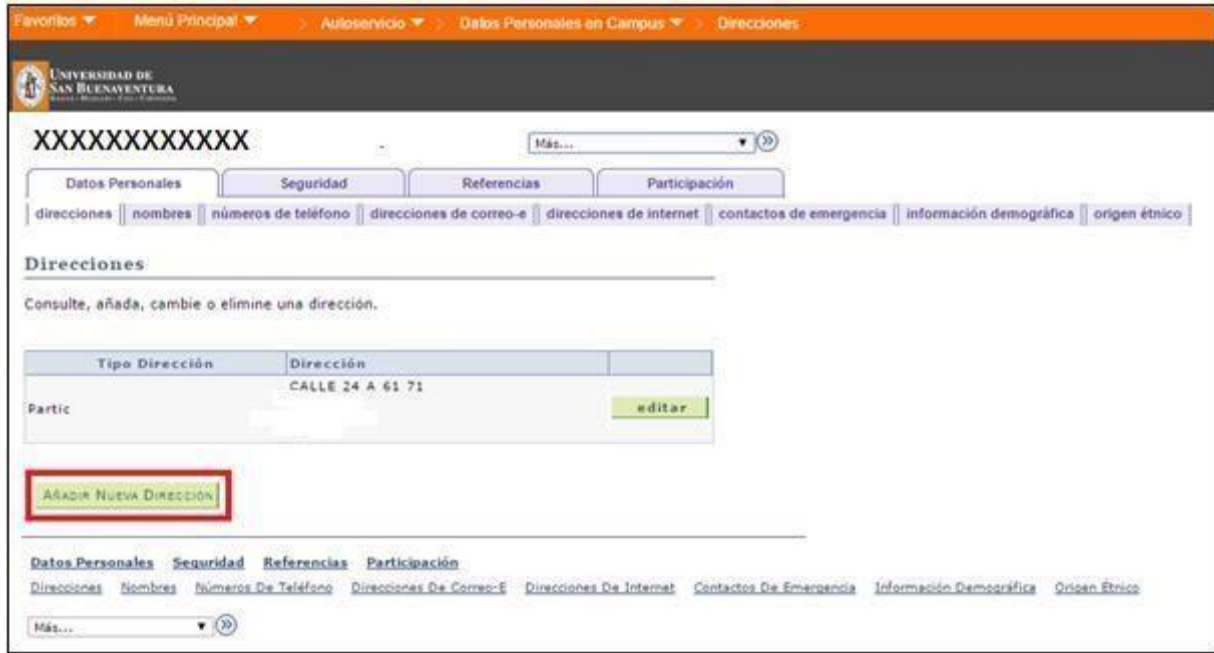 Favoritos Menú Principal > Autoservicio > Datos Personales en Campus > Direcciones
UNIVERSIDAD DE
SAN BUENAVENTURA
XXXXXXXXXXXX - Más...
Datos Personales Seguridad Referencias Participación
direcciones nombres números de teléfono direcciones de correo-e direcciones de internet contactos de emergencia información demográfica origen étnico
Direcciones
Consulte, añada, cambie o elimine una dirección.
Tipo Dirección Dirección
CALLE 24 A 61 71
Partic editar
AÑADIR NUEVA DIRECCIÓN
Datos Personales Seguridad Referencias Participación
Direcciones Nombres Números De Teléfono Direcciones De Correo-E Direcciones De Internet Contactos De Emergencia Información Demográfica Origen Étnico
Más...